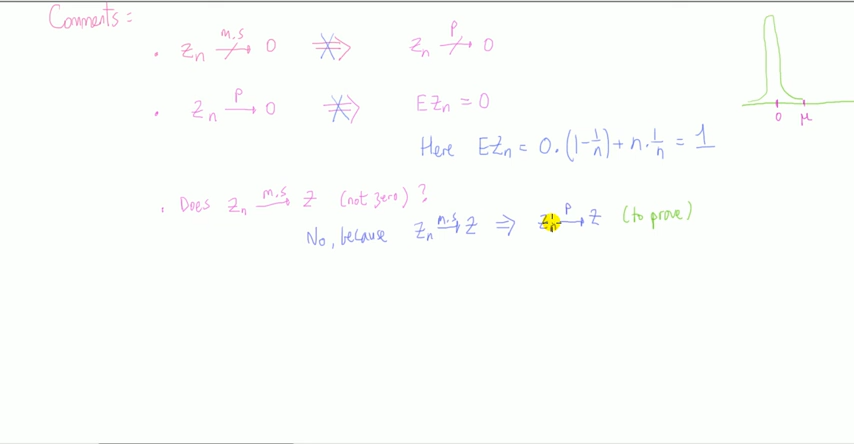 Comments:
. Zn -m.s↛ 0 ⇏ Zn -P↛ 0
. Zn -P→ 0 ⇏ EZn = 0
Here EZn = 0.(1-1/n)+n.1/n = 1
. Does Zn -m.s→ Z (not zero)?
No, because Zn -m.s→ Z ⇒ Zn -P→ Z (to prove)
0 μ